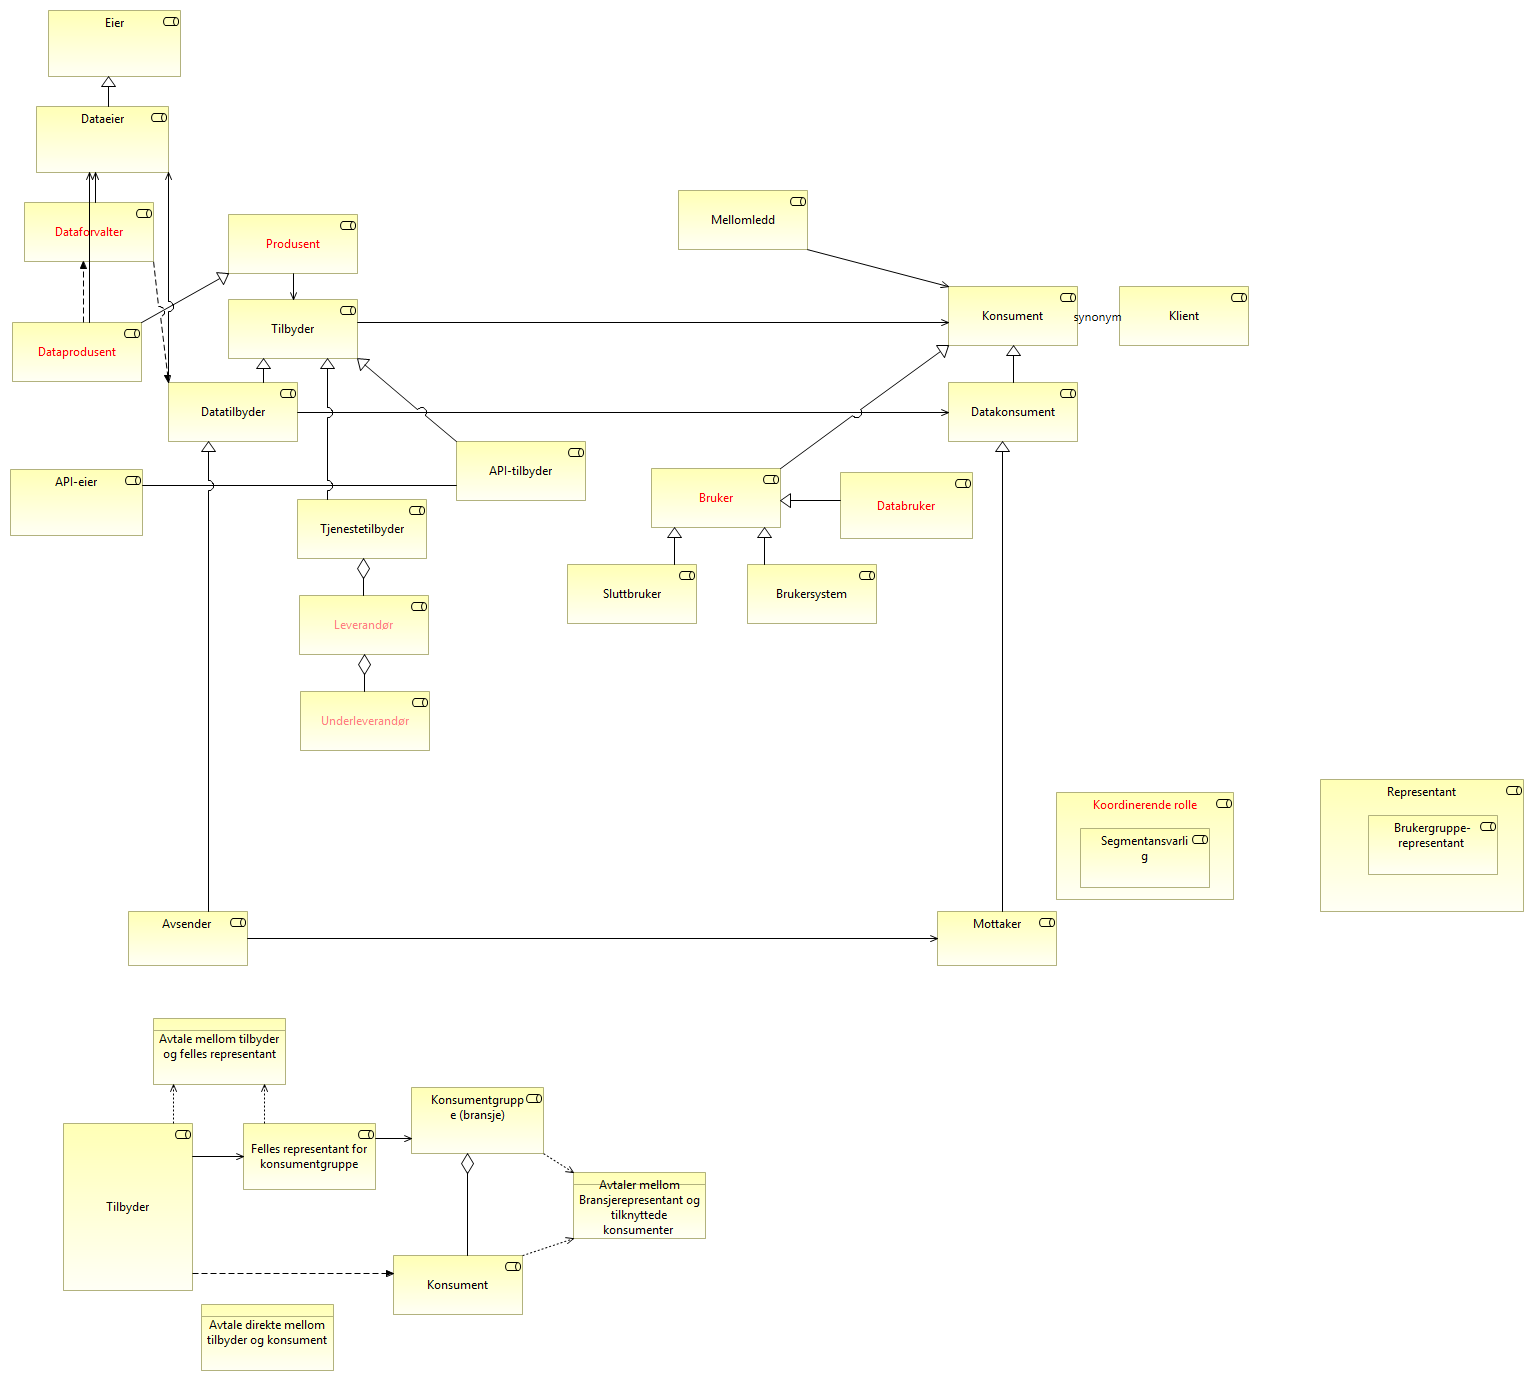 Eier
Dataeier
Dataforvalter
Produsent
Mellomledd
Dataprodusent
Tilbyder
Konsument
synonym
Klient
Datatilbyder
Datakonsument
API-eier
API-tilbyder
Bruker
Databruker
Tjenestetilbyder
Sluttbruker
Brukersystem
Leverandør
Underleverandør
Koordinerende rolle
Segmentansvarli
g
Representant
Brukergruppe-
representant
Avsender
Mottaker
Avtale mellom tilbyder
og felles representant
Konsumentgrupp
e (bransje)
Felles representant for
konsumentgruppe
Tilbyder
Avtaler mellom
Bransjerepresentant og
tilknyttede
konsumenter
Konsument
Avtale direkte mellom
tilbyder og konsument